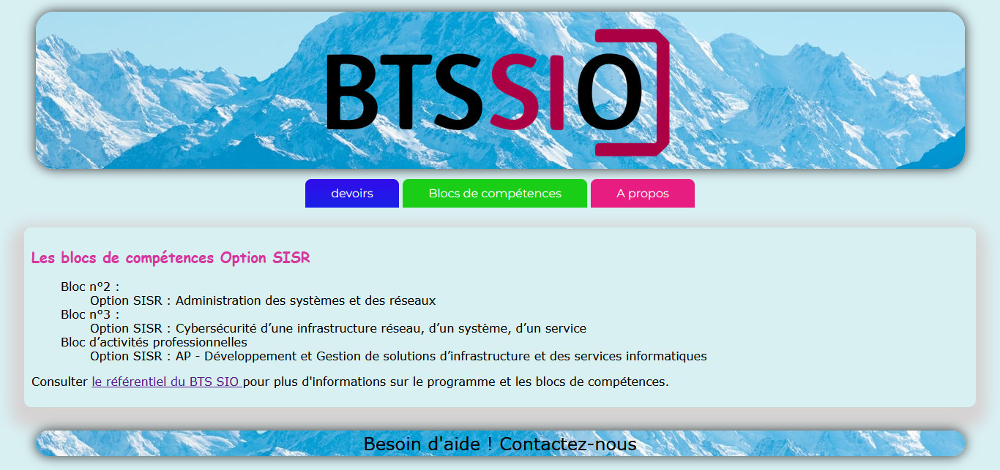 BTSSIO
devoirs Blocs de compétences A propos
Les blocs de compétences Option SISR
Bloc n°2 :
Option SISR : Administration des systèmes et des réseaux
Bloc n°3 :
Option SISR : Cybersécurité d’une infrastructure réseau, d’un système, d’un service
Bloc d’activités professionnelles
Option SISR : AP - Développement et Gestion de solutions d’infrastructure et des services informatiques
Consulter le référentiel du BTS SIO pour plus d'informations sur le programme et les blocs de compétences.
Besoin d'aide ! Contactez-nous